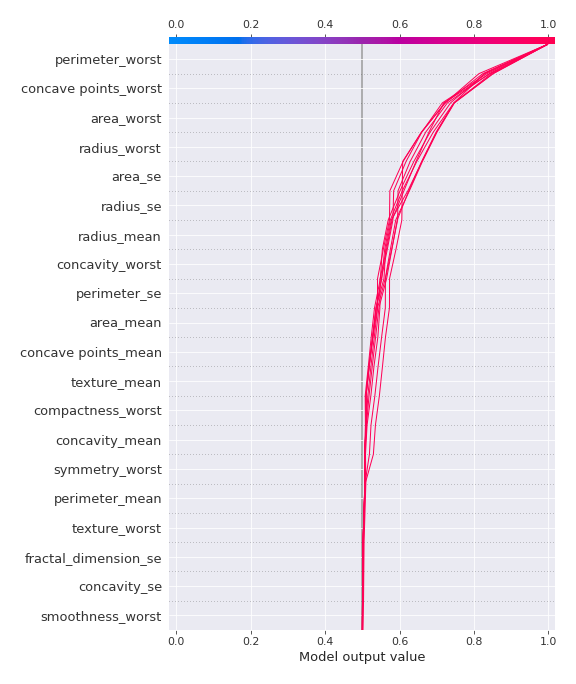 0.0 0.2 0.4 0.6 0.8 1.0
perimeter_worst
concave points_worst
area_worst
radius_worst
area_se
radius_se
radius_mean
concavity_worst
perimeter_se
area_mean
concave points_mean
texture_mean
compactness_worst
concavity_mean
symmetry_worst
perimeter_mean
texture_worst
fractal_dimension_se
concavity_se
smoothness_worst
0.0 0.2 0.4 0.6 0.8 1.0
Model output value